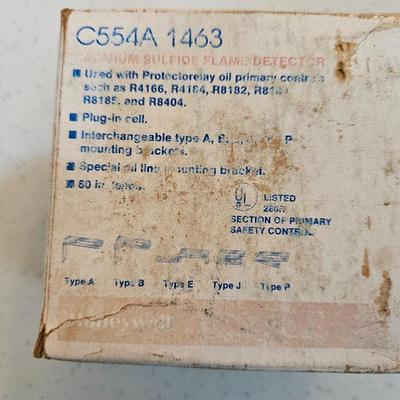 C554A 1463
CADMIUM SULFIDE FLAME DETECTOR
Used with Protectorelay oil primary controls
such as R4166, R4184, R8182,
R8185, and R8404.
Plug-in cell.
Interchangeable type A, B, P
mounting brackets.
Special oil line mounting bracket.
60 in.
UL LISTED
SECTION OF PRIMARY
SAFETY CONTROL
Type A Type B Type E Type J Type P
Honeywell